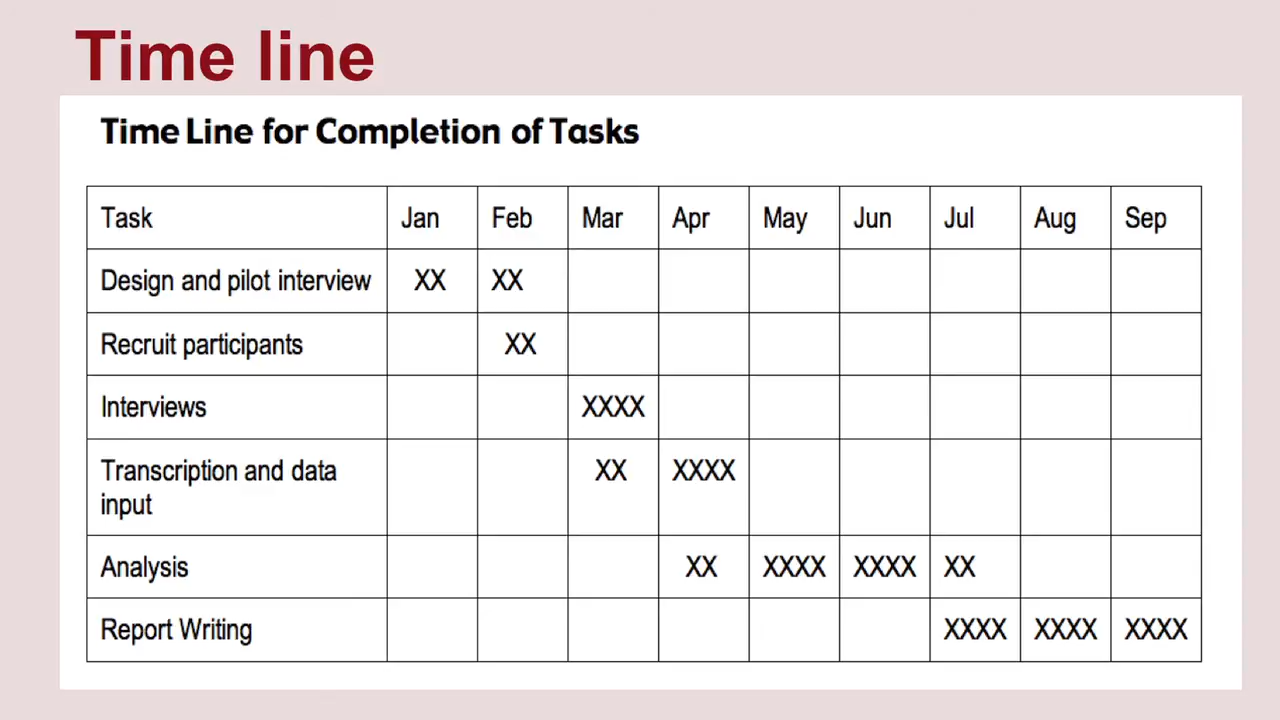 Time line
Time Line for Completion of Tasks
Task Jan Feb Mar Apr May Jun Jul Aug Sep
Design and pilot interview XX XX
Recruit participants XX
Interviews XXXX
Transcription and data XX XXXX
input
Analysis XX XXXX XXXX XX
Report Writing XXXX XXXX XXXX